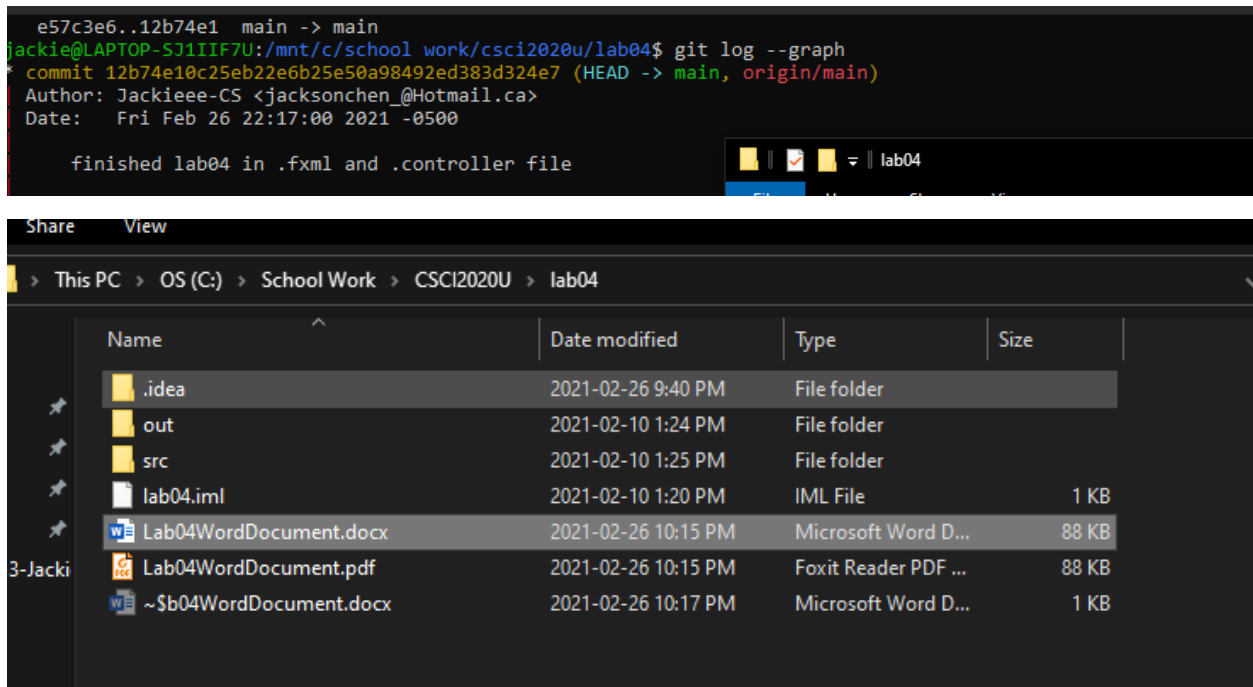 e57c3e6..12b74e1 main -> main
jackie@LAPTOP-SJ1IIF7U:/mnt/c/school work/csci2020u/lab04$ git log --graph
* commit 12b74e10c25eb22e6b25e50a98492ed383d324e7 (HEAD -> main, origin/main)
Author: Jackieee-CS <jacksonchen_@Hotmail.ca>
Date: Fri Feb 26 22:17:00 2021 -0500
finished lab04 in .fxml and .controller file
lab04
Share View
> This PC > OS (C:) > School Work > CSCI2020U > lab04
Name Date modified Type Size
.idea 2021-02-26 9:40 PM File folder
out 2021-02-10 1:24 PM File folder
src 2021-02-10 1:25 PM File folder
lab04.iml 2021-02-10 1:20 PM IML File 1 KB
Lab04WordDocument.docx 2021-02-26 10:15 PM Microsoft Word D... 88 KB
3-Jacki Lab04WordDocument.pdf 2021-02-26 10:15 PM Foxit Reader PDF ... 88 KB
~$b04WordDocument.docx 2021-02-26 10:17 PM Microsoft Word D... 1 KB